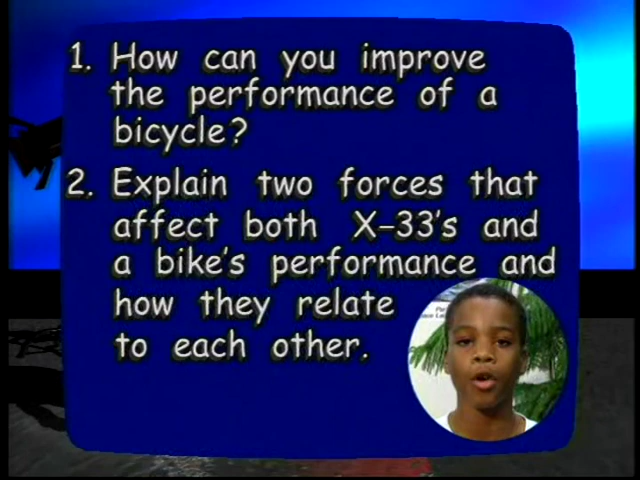 1. How can you improve
the performance of a
bicycle?
2. Explain two forces that
affect both X-33's and
a bike's performance and
how they relate
to each other.